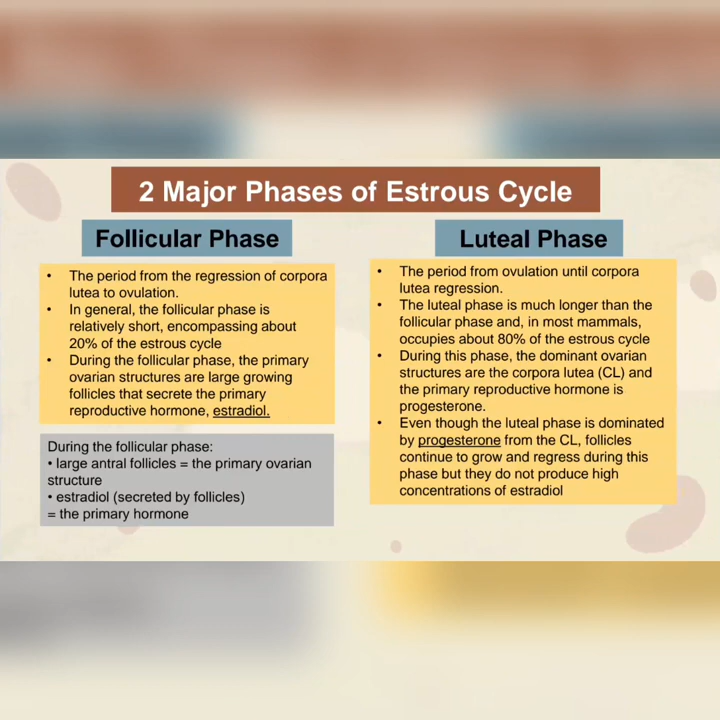 2 Major Phases of Estrous Cycle
Follicular Phase
• The period from the regression of corpora
lutea to ovulation.
• In general, the follicular phase is
relatively short, encompassing about
20% of the estrous cycle
• During the follicular phase, the primary
ovarian structures are large growing
follicles that secrete the primary
reproductive hormone, estradiol.
During the follicular phase:
• large antral follicles = the primary ovarian
structure
• estradiol (secreted by follicles)
= the primary hormone
Luteal Phase
• The period from ovulation until corpora
lutea regression.
• The luteal phase is much longer than the
follicular phase and, in most mammals,
occupies about 80% of the estrous cycle
• During this phase, the dominant ovarian
structures are the corpora lutea (CL) and
the primary reproductive hormone is
progesterone.
• Even though the luteal phase is dominated
by progesterone from the CL, follicles
continue to grow and regress during this
phase but they do not produce high
concentrations of estradiol